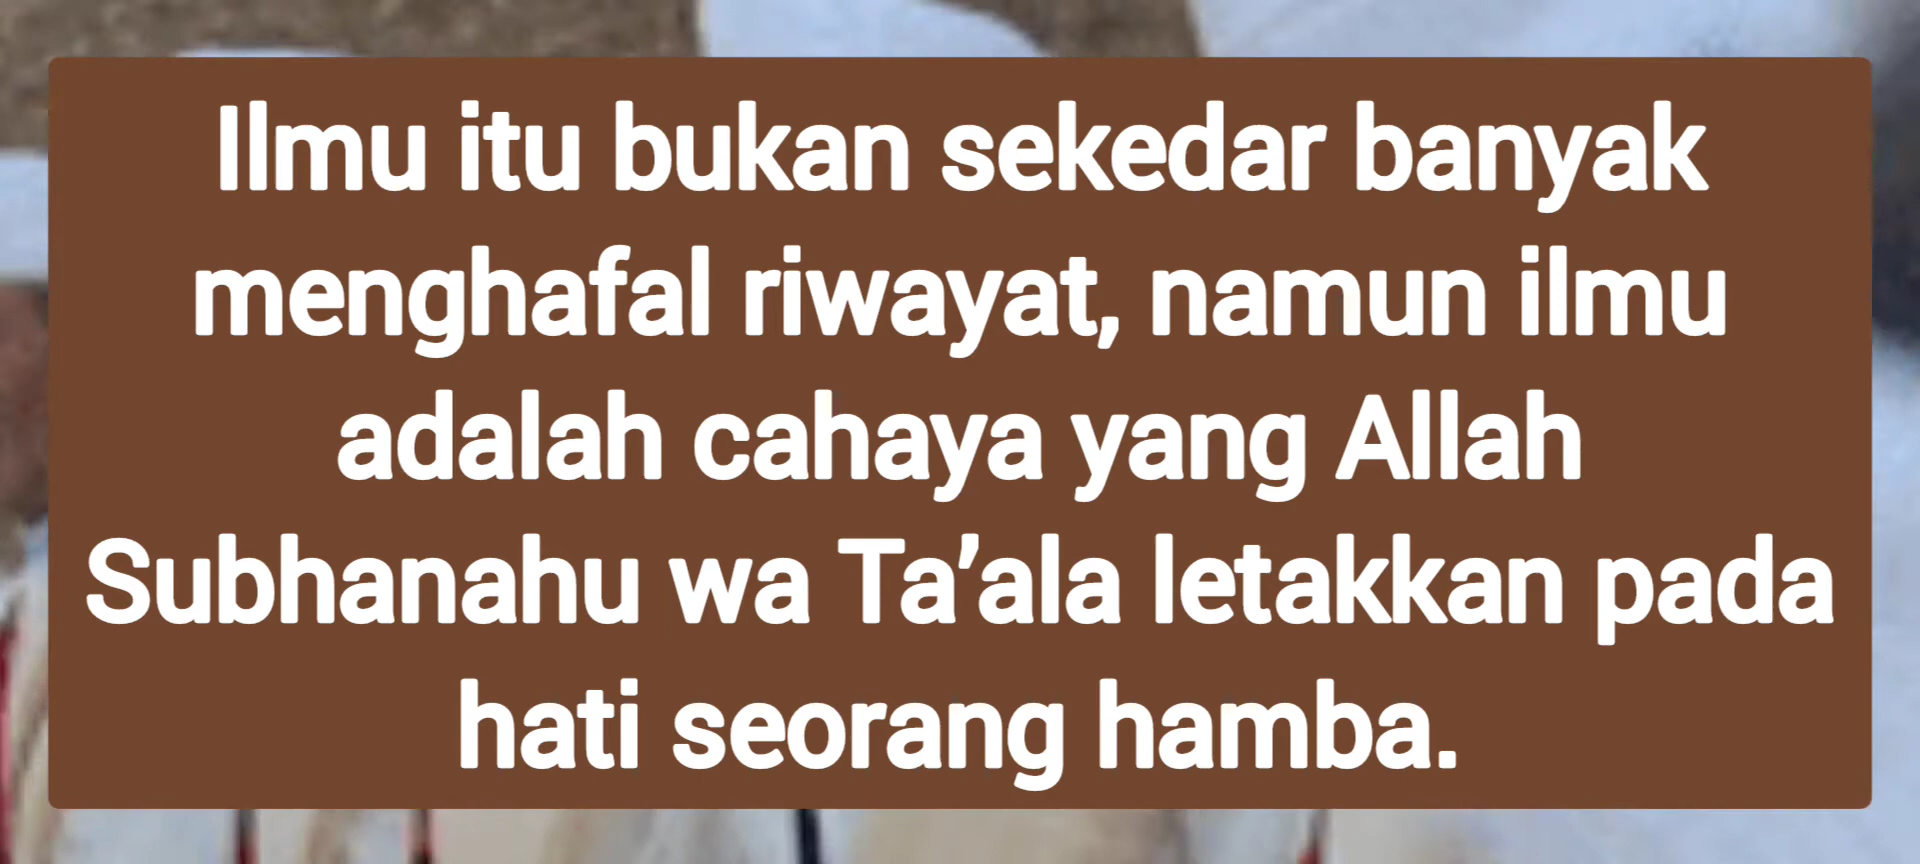 Ilmu itu bukan sekedar banyak
menghafal riwayat, namun ilmu
adalah cahaya yang Allah
Subhanahu wa Ta’ala letakkan pada
hati seorang hamba.